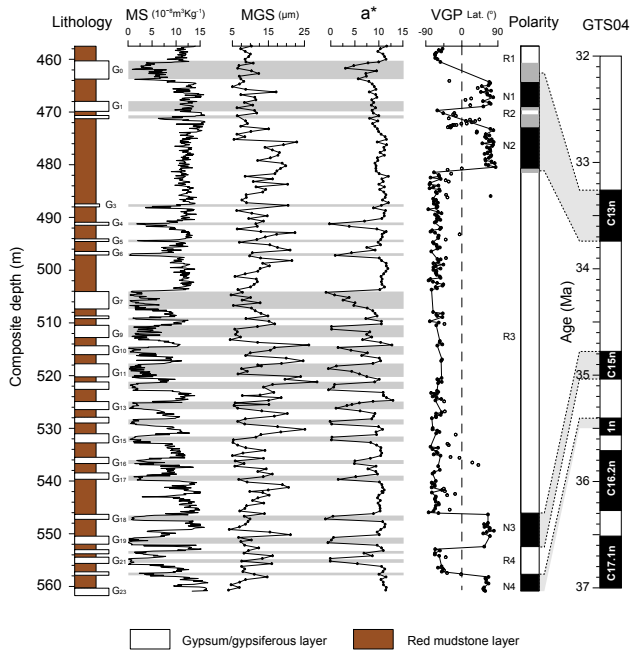 Lithology MS (10⁻⁸m³Kg⁻¹) MGS (μm) a* VGP Lat. (°) Polarity GTS04
0 5 10 15 5 15 25 0 5 10 15 -90 0 90
Composite depth (m)
460
470
480
490
500
510
520
530
540
550
560
G0
G1
G3
G4
G5
G6
G7
G9
G10
G11
G13
G15
G16
G17
G18
G19
G21
G23
R1
N1
R2
N2
R3
N3
R4
N4
Age (Ma)
32
33
34
35
36
37
C13n
C15n
1n
C16.2n
C17.1n
Gypsum/gypsiferous layer Red mudstone layer